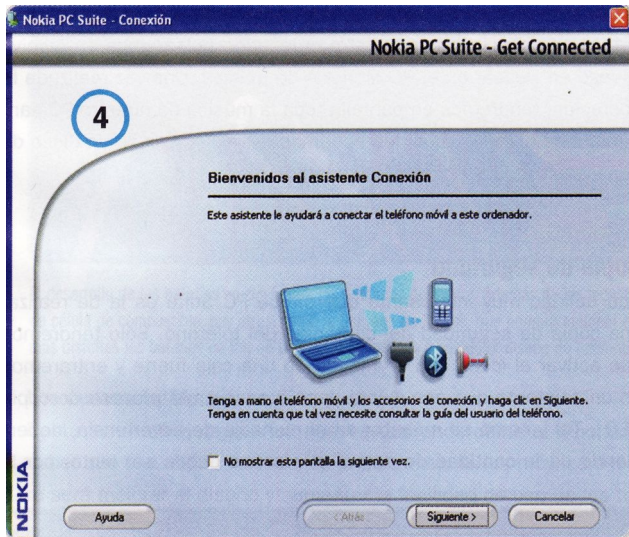 Nokia PC Suite - Conexión
Nokia PC Suite - Get Connected
4
Bienvenidos al asistente Conexión
Este asistente le ayudará a conectar el teléfono móvil a este ordenador.
Tenga a mano el teléfono móvil y los accesorios de conexión y haga clic en Siguiente.
Tenga en cuenta que tal vez necesite consultar la guía del usuario del teléfono.
No mostrar esta pantalla la siguiente vez.
NOKIA
Ayuda
< Atrás
Siguiente >
Cancelar